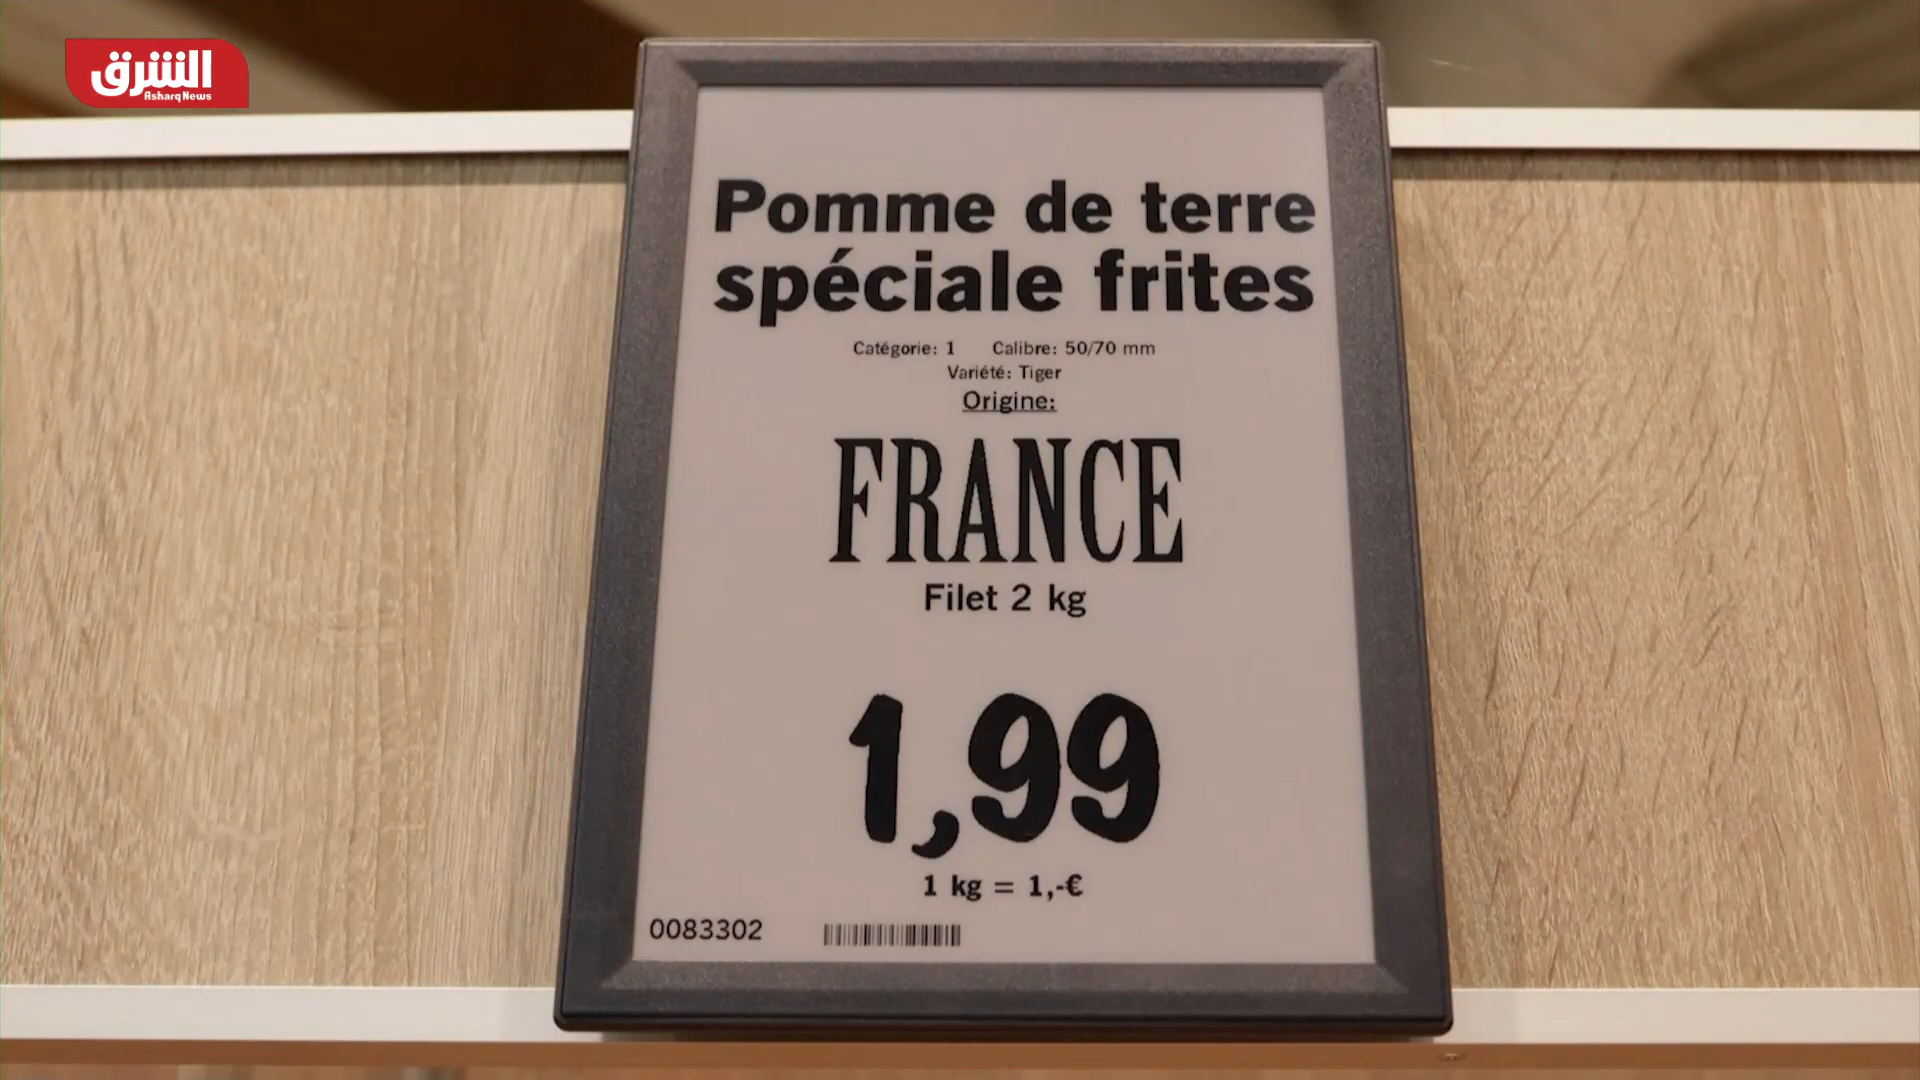 الشرق
Asharq News
Pomme de terre
spéciale frites
Catégorie: 1 Calibre: 50/70 mm
Variété: Tiger
Origine:
FRANCE
Filet 2 kg
1,99
1 kg = 1,-€
0083302